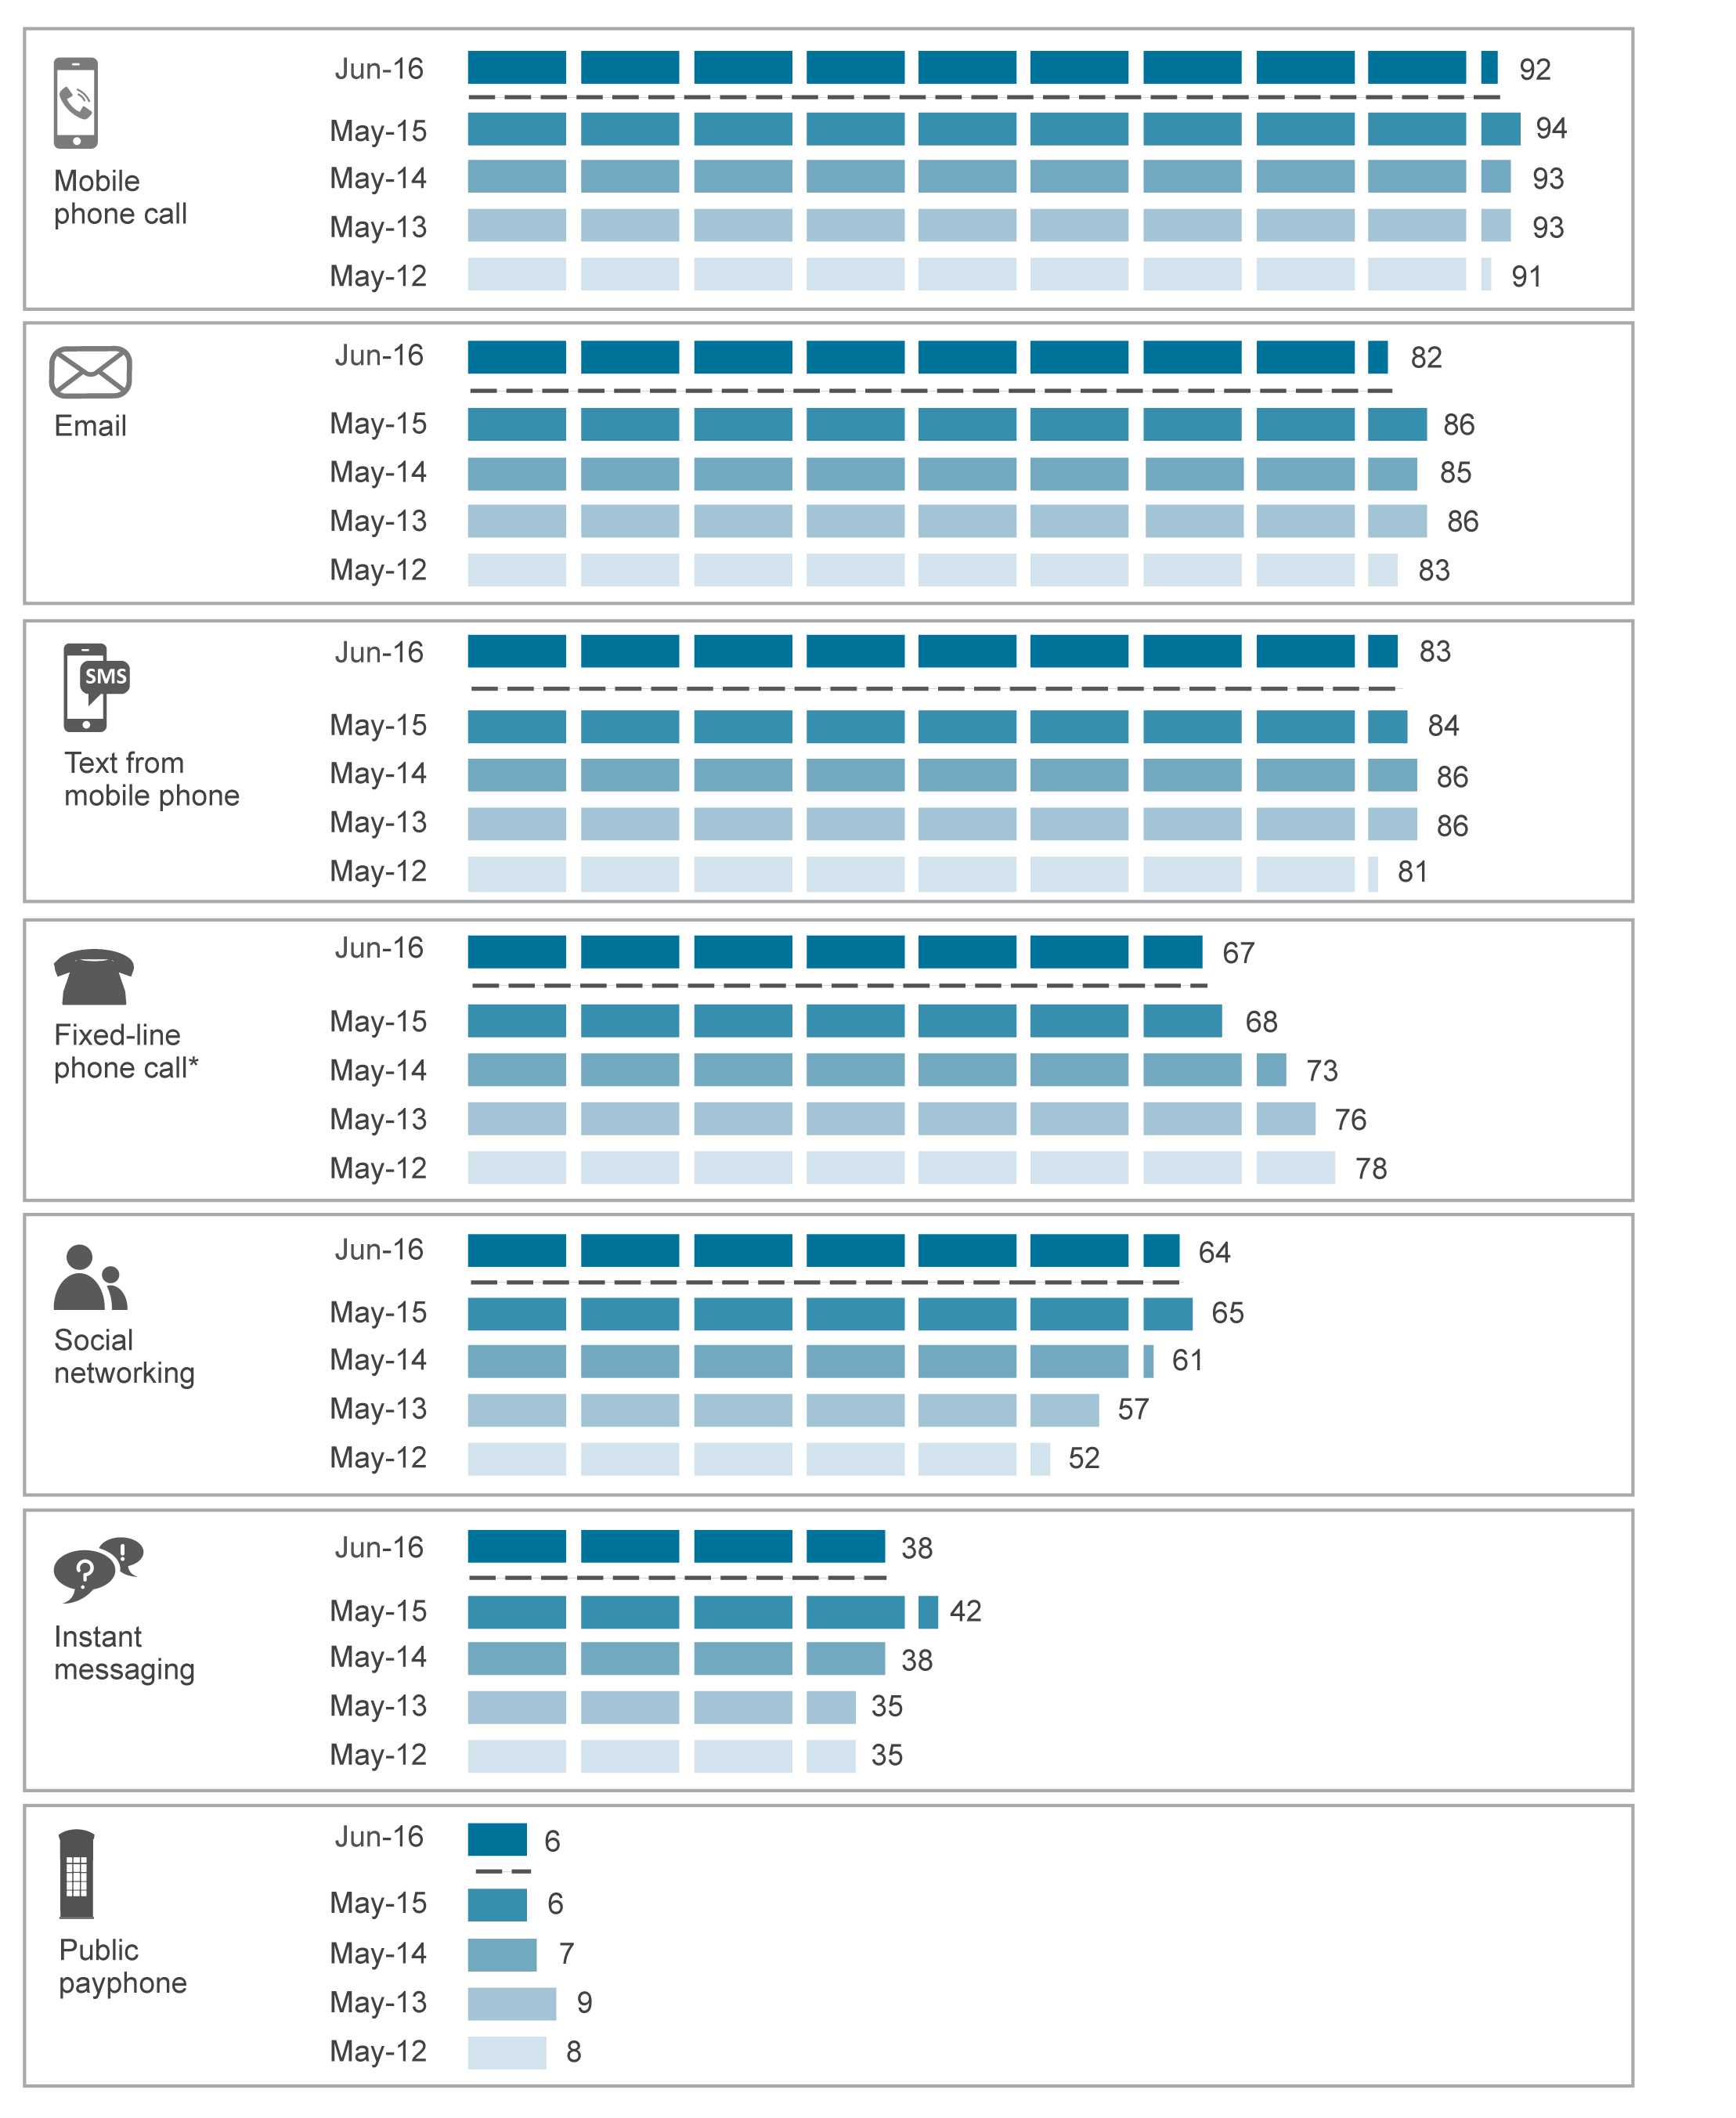 Mobile
phone call
Jun-16 92
May-15 94
May-14 93
May-13 93
May-12 91
Email
Jun-16 82
May-15 86
May-14 85
May-13 86
May-12 83
SMS
Text from
mobile phone
Jun-16 83
May-15 84
May-14 86
May-13 86
May-12 81
Fixed-line
phone call*
Jun-16 67
May-15 68
May-14 73
May-13 76
May-12 78
Social
networking
Jun-16 64
May-15 65
May-14 61
May-13 57
May-12 52
? !
Instant
messaging
Jun-16 38
May-15 42
May-14 38
May-13 35
May-12 35
Public
payphone
Jun-16 6
May-15 6
May-14 7
May-13 9
May-12 8